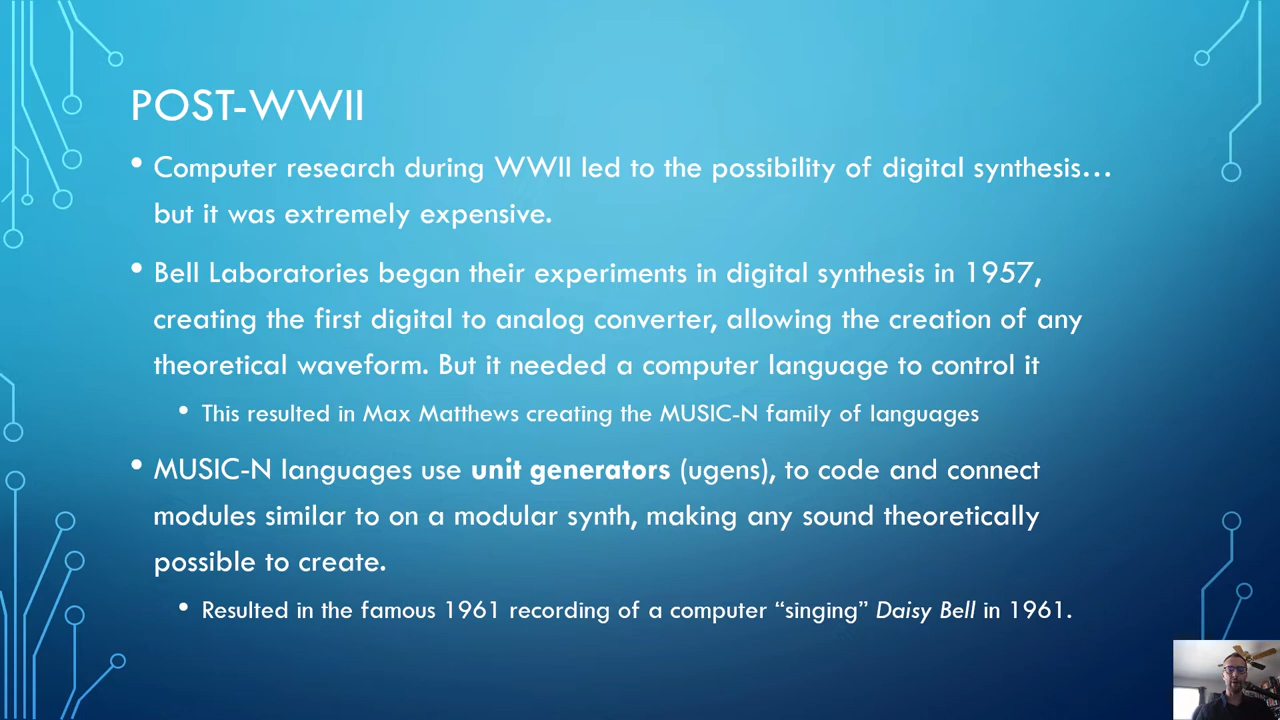 POST-WWII
• Computer research during WWII led to the possibility of digital synthesis…
but it was extremely expensive.
• Bell Laboratories began their experiments in digital synthesis in 1957,
creating the first digital to analog converter, allowing the creation of any
theoretical waveform. But it needed a computer language to control it
• This resulted in Max Matthews creating the MUSIC-N family of languages
• MUSIC-N languages use unit generators (ugens), to code and connect
modules similar to on a modular synth, making any sound theoretically
possible to create.
• Resulted in the famous 1961 recording of a computer “singing” Daisy Bell in 1961.